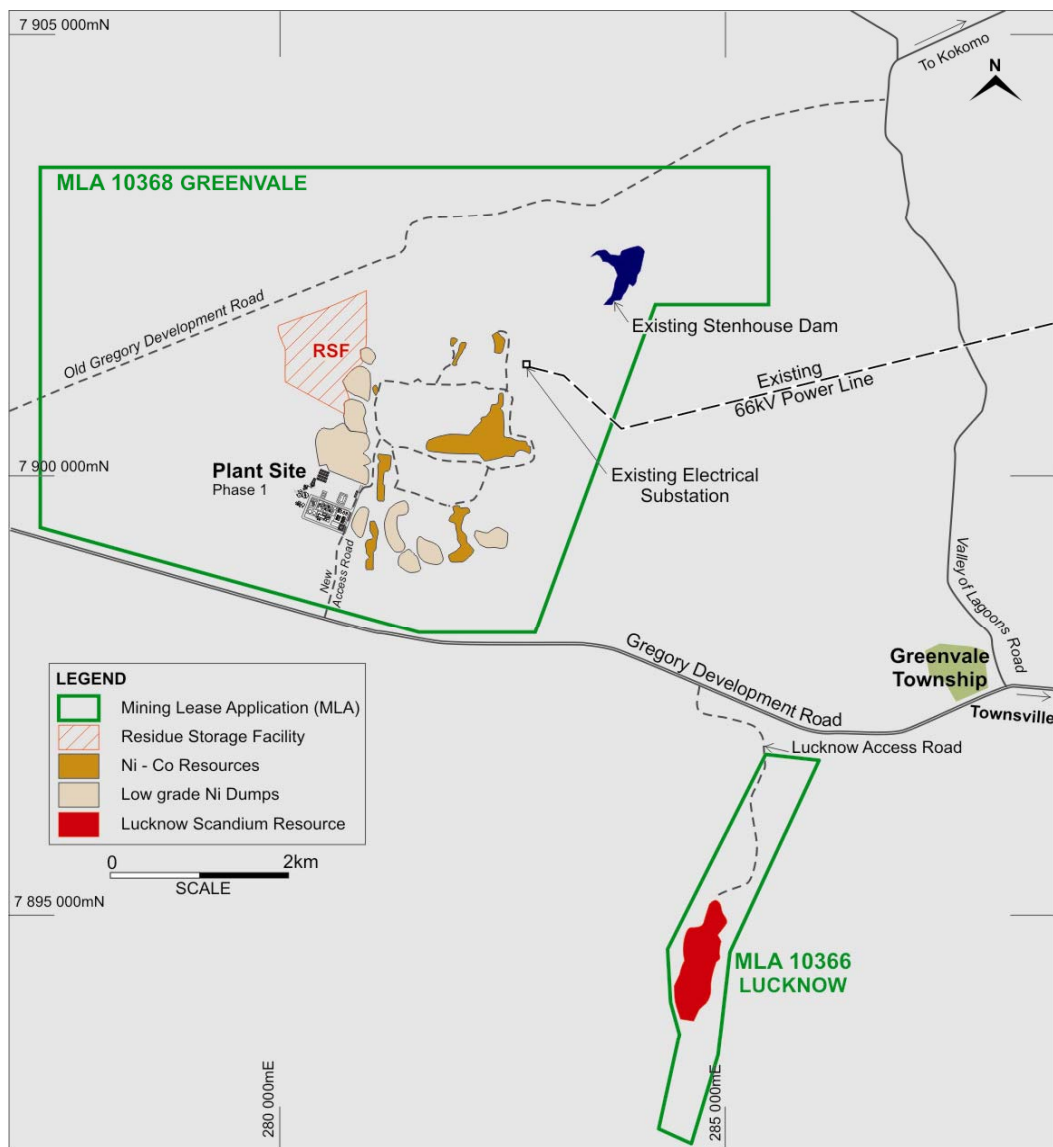 7 905 000mN
To Kokomo
N
MLA 10368 GREENVALE
Old Gregory Development Road
RSF
Existing Stenhouse Dam
Existing
66kV Power Line
Plant Site
Phase 1
7 900 000mN
Existing Electrical
Substation
New
Access Road
Valley of Lagoons Road
Gregory Development Road
Greenvale
Township
Townsville
Lucknow Access Road
LEGEND
Mining Lease Application (MLA)
Residue Storage Facility
Ni - Co Resources
Low grade Ni Dumps
Lucknow Scandium Resource
0 2km
SCALE
7 895 000mN
MLA 10366
LUCKNOW
280 000mE
285 000mE